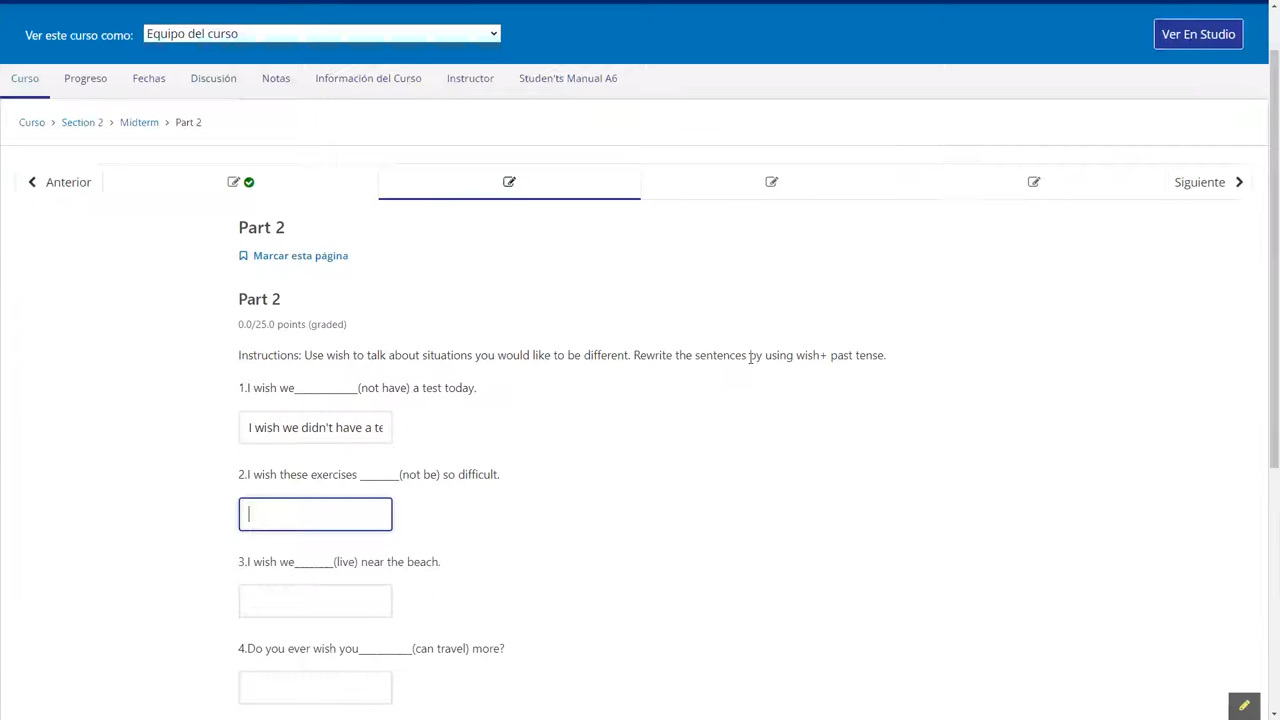 Ver este curso como: Equipo del curso Ver En Studio
Curso Progreso Fechas Discusión Notas Información del Curso Instructor Studen'ts Manual A6
Curso > Section 2 > Midterm > Part 2
Anterior Siguiente
Part 2
Marcar esta página
Part 2
0.0/25.0 points (graded)
Instructions: Use wish to talk about situations you would like to be different. Rewrite the sentences by using wish+ past tense.
1.I wish we___________(not have) a test today.
I wish we didn't have a te
2.I wish these exercises _______(not be) so difficult.
3.I wish we_______(live) near the beach.
4.Do you ever wish you__________(can travel) more?